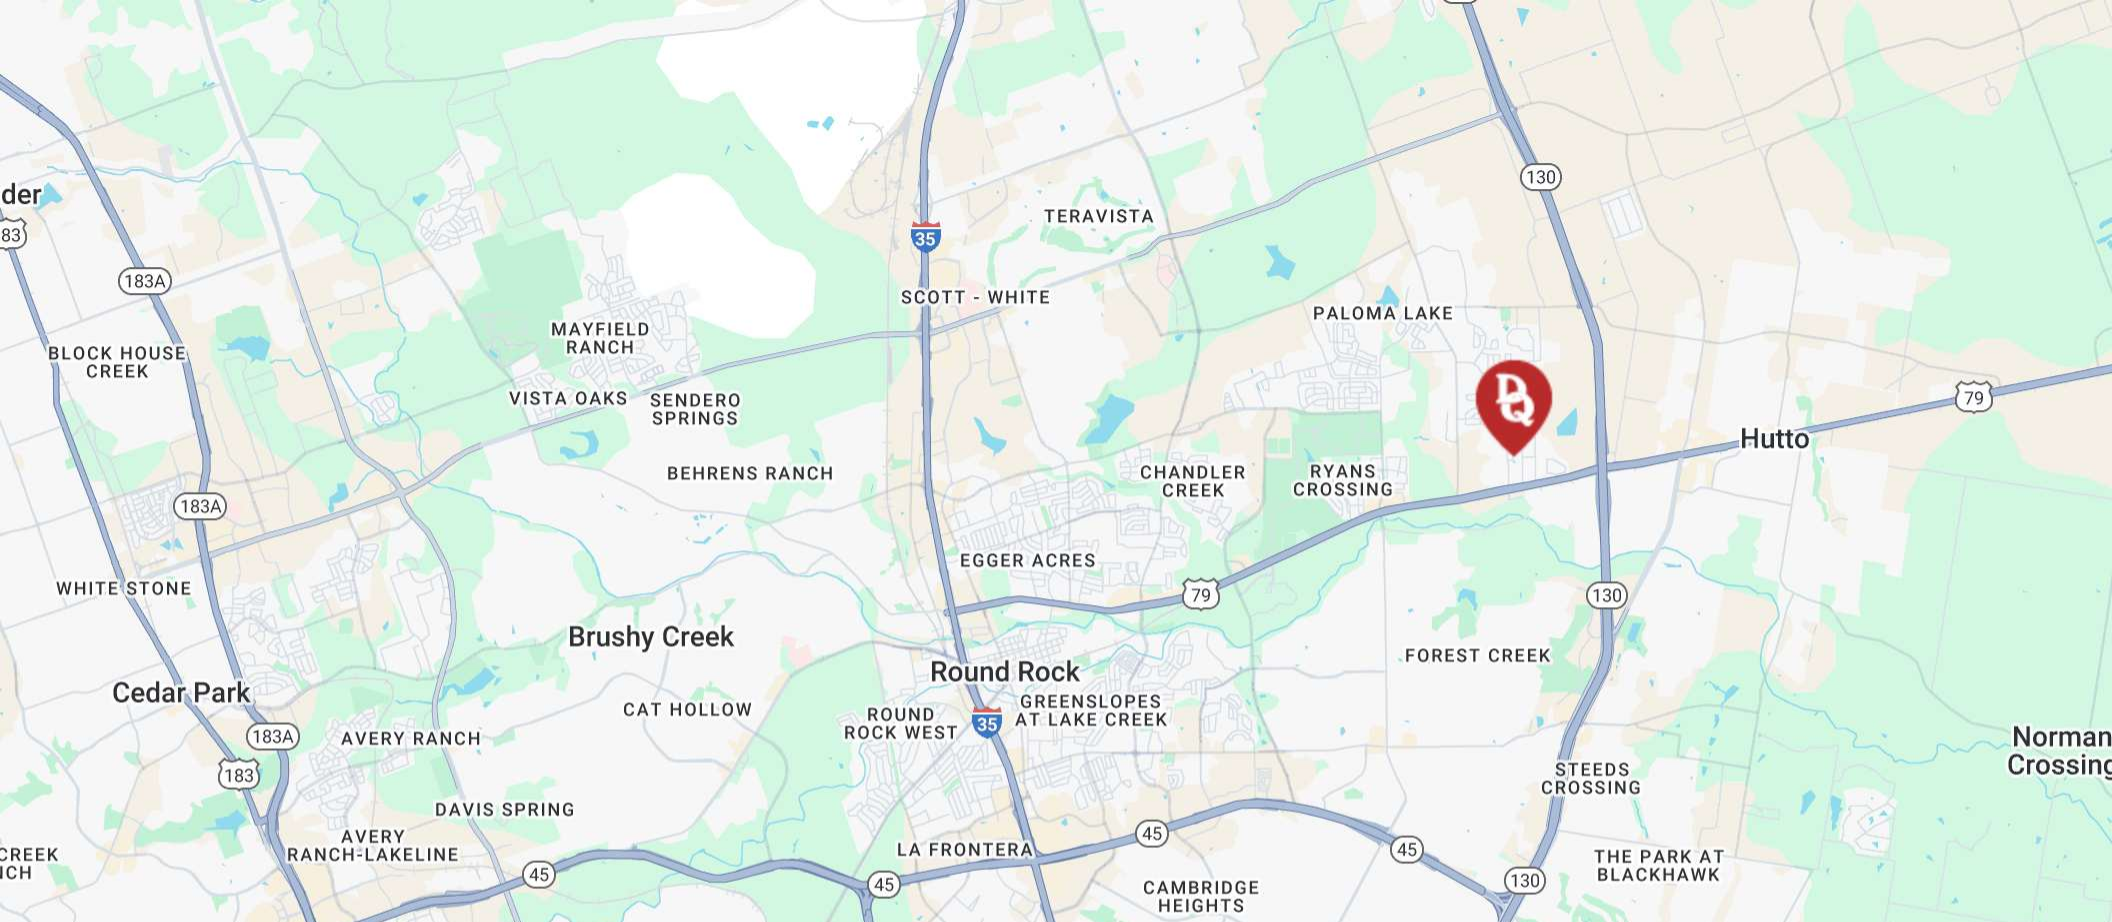 130
der
83
TERAVISTA
35
183A
SCOTT - WHITE
PALOMA LAKE
MAYFIELD
RANCH
BLOCK HOUSE
CREEK
VISTA OAKS
SENDERO
SPRINGS
DQ
79
Hutto
BEHRENS RANCH
CHANDLER
CREEK
RYANS
CROSSING
183A
EGGER ACRES
WHITE STONE
79
130
Brushy Creek
FOREST CREEK
Round Rock
Cedar Park
CAT HOLLOW
ROUND
ROCK WEST
35
GREENSLOPES
AT LAKE CREEK
183A
AVERY RANCH
Norman
Crossing
183
STEEDS
CROSSING
DAVIS SPRING
45
45
AVERY
RANCH-LAKELINE
LA FRONTERA
CREEK
NCH
45
45
130
THE PARK AT
BLACKHAWK
CAMBRIDGE
HEIGHTS